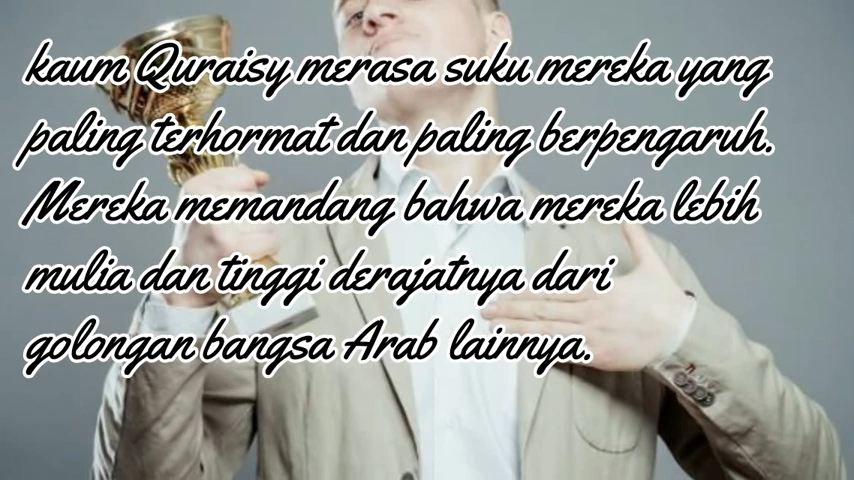 kaum Quraisy merasa suku mereka yang
paling terhormat dan paling berpengaruh.
Mereka memandang bahwa mereka lebih
mulia dan tinggi derajatnya dari
golongan bangsa Arab lainnya.